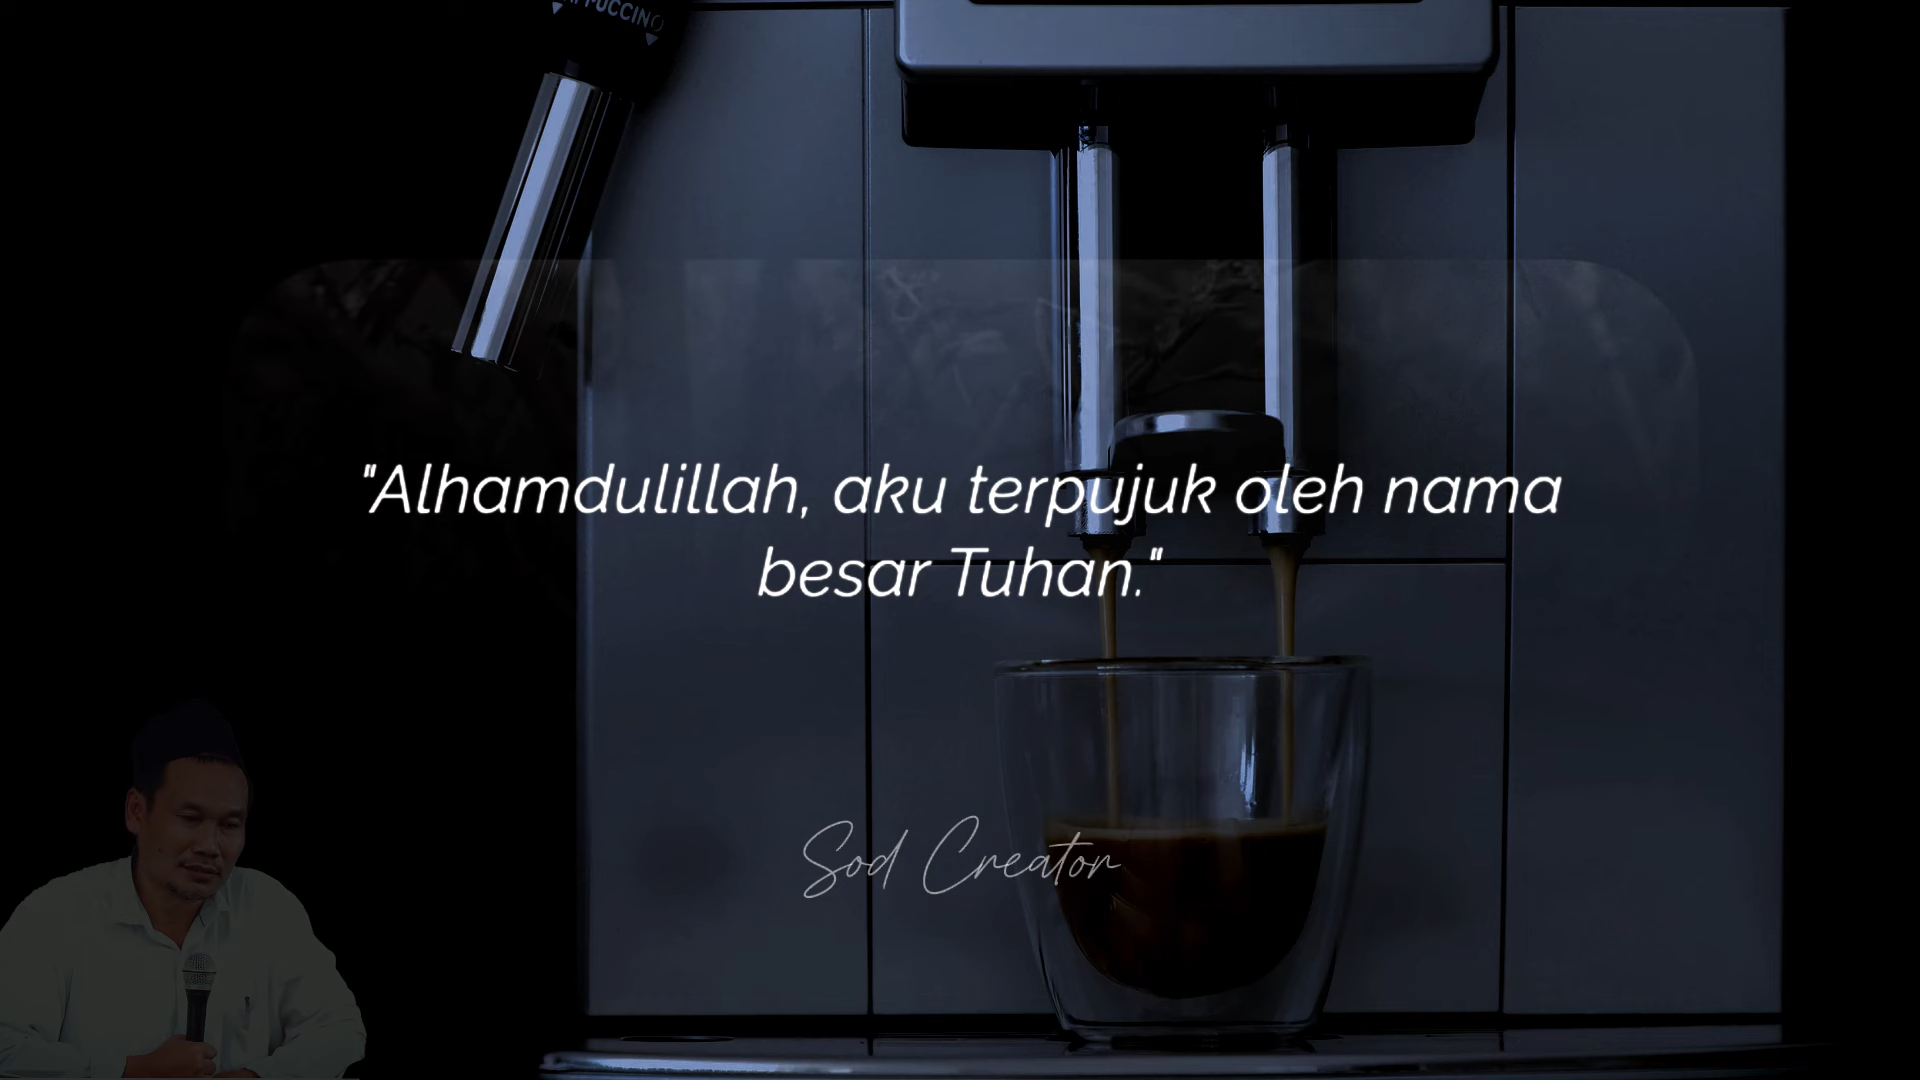 "Alhamdulillah, aku terpujuk oleh nama
besar Tuhan."
Sod Creator